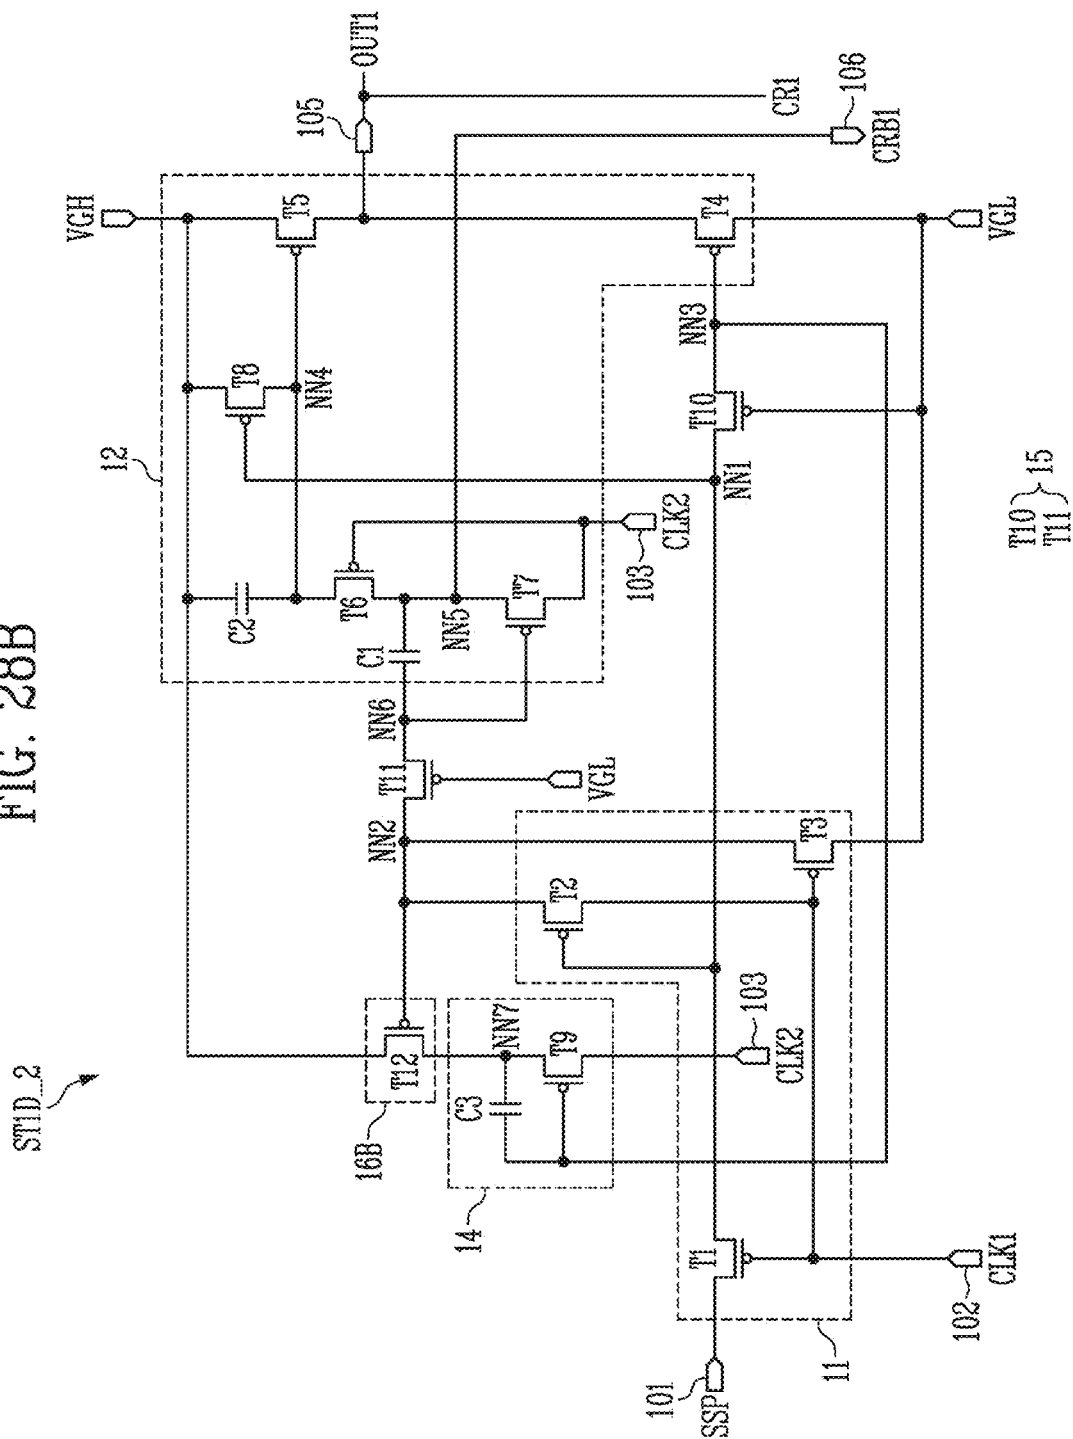 FIG. 28B
ST1D_2
VGH
12
C2
T8
T5
105
NN4
T6
OUT1
16B
C1
NN2
NN6
T11
T12
NN5
14
C3
NN7
T7
T9
T2
VGL
103
101
CLK2
NN3
T1
T10
SSP
T4
NN1
103
CR1
CLK2
T3
11
106
CRB1
102
CLK1
VGL
T10
15
T11